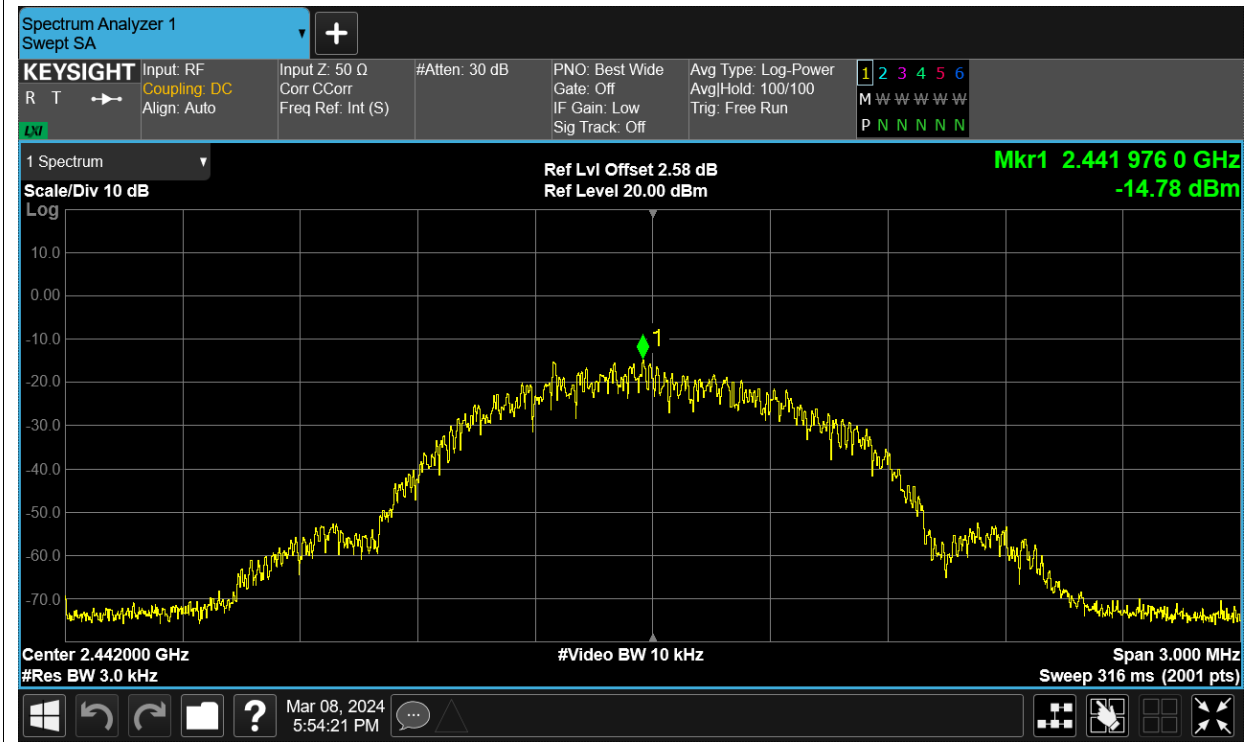 Spectrum Analyzer 1
Swept SA
+
KEYSIGHT
R T
LXI
Input: RF
Coupling: DC
Align: Auto
Input Z: 50 Ω
Corr CCorr
Freq Ref: Int (S)
#Atten: 30 dB
PNO: Best Wide
Gate: Off
IF Gain: Low
Sig Track: Off
Avg Type: Log-Power
Avg|Hold: 100/100
Trig: Free Run
1 2 3 4 5 6
M W W W W W W
P N N N N N N
1 Spectrum
Scale/Div 10 dB
Log
Ref Lvl Offset 2.58 dB
Ref Level 20.00 dBm
Mkr1 2.441 976 0 GHz
-14.78 dBm
10.0
0.00
-10.0
-20.0
-30.0
-40.0
-50.0
-60.0
-70.0
1
Center 2.442000 GHz
#Res BW 3.0 kHz
#Video BW 10 kHz
Span 3.000 MHz
Sweep 316 ms (2001 pts)
?
Mar 08, 2024
5:54:21 PM